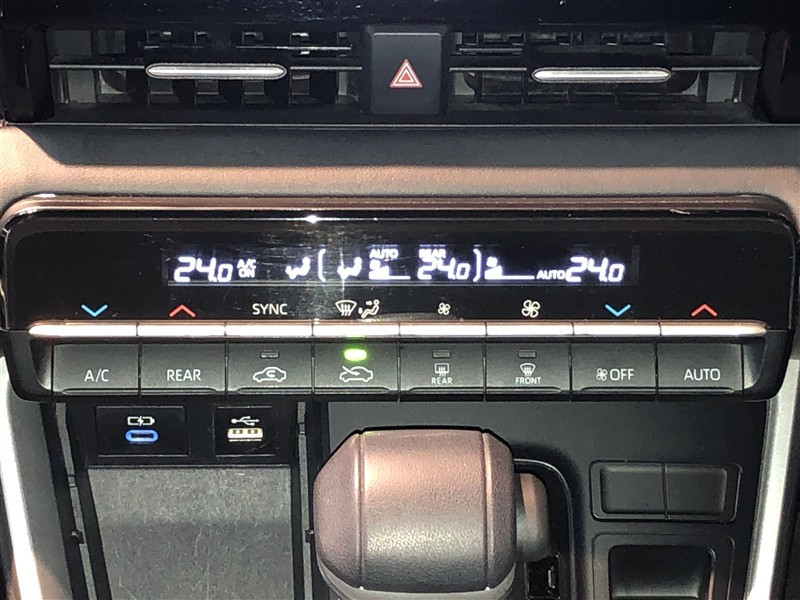 24.0 A/C ON AUTO REAR 24.0 AUTO 24.0
SYNC
A/C REAR REAR FRONT OFF AUTO